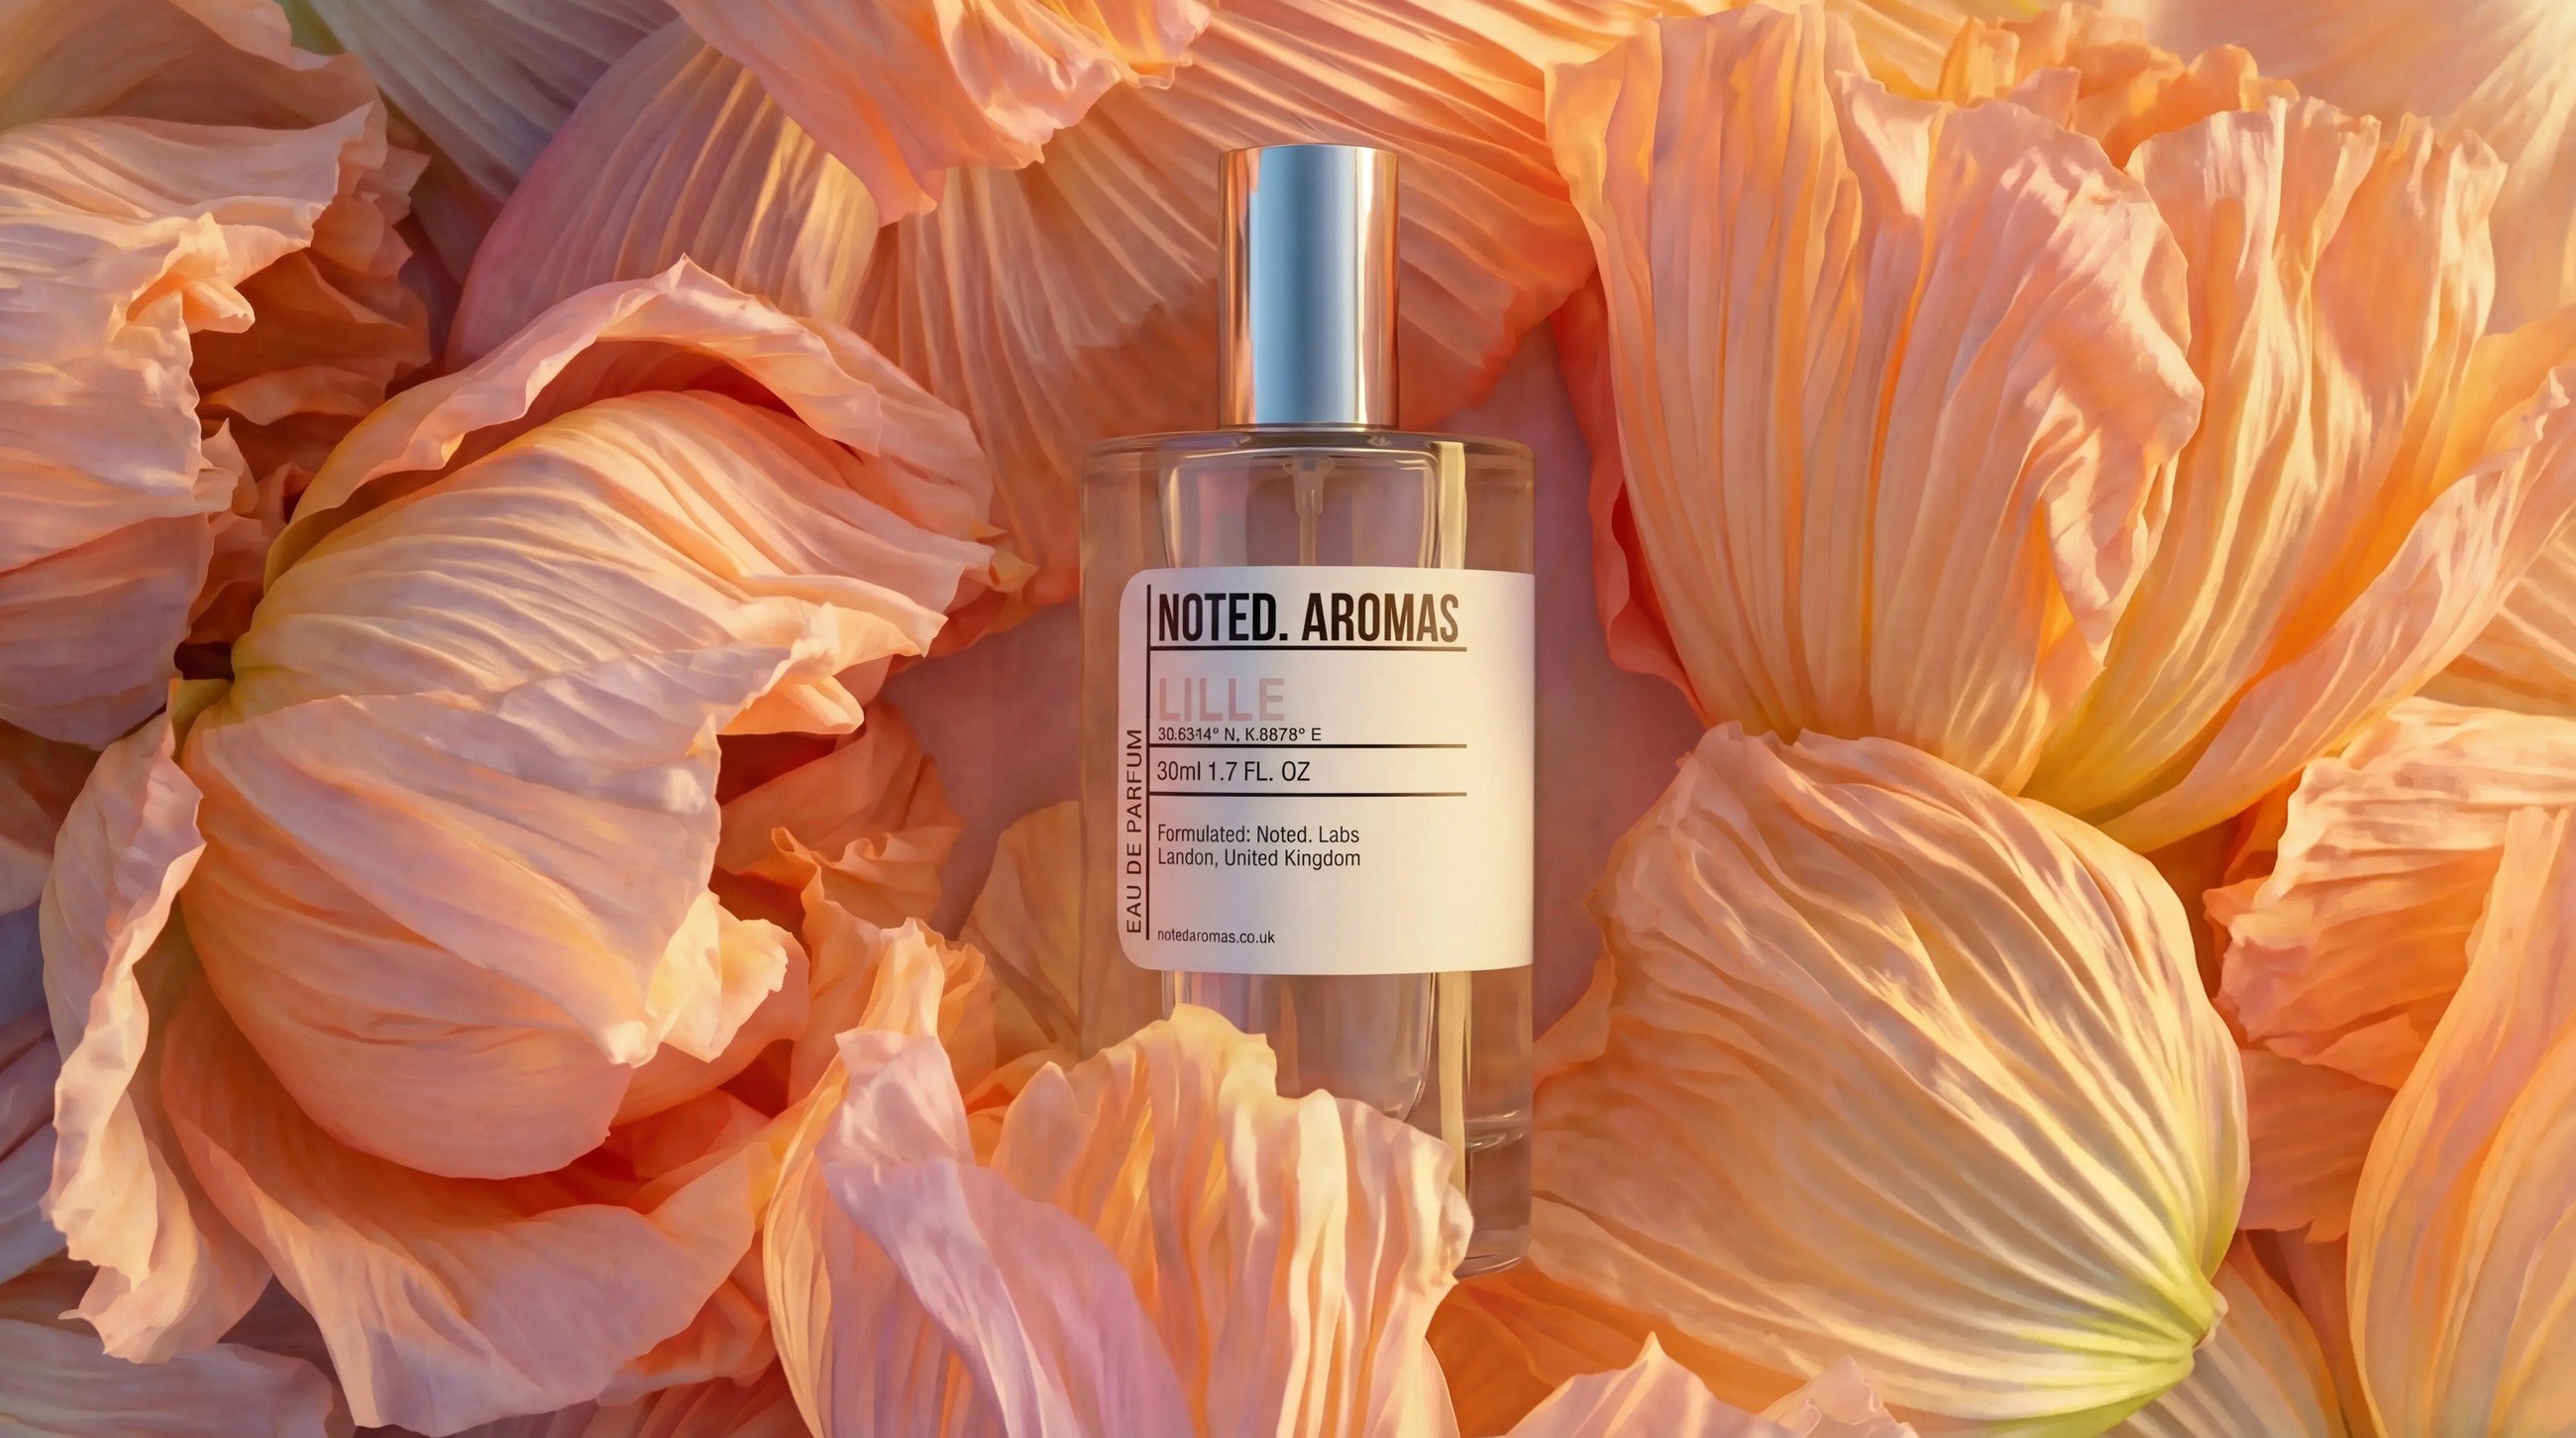 NOTED. AROMAS
LILLE
30.6314° N, K.8878° E
30ml 1.7 FL. OZ
Formulated: Noted. Labs
Landon, United Kingdom
notedaromas.co.uk
EAU DE PARFUM